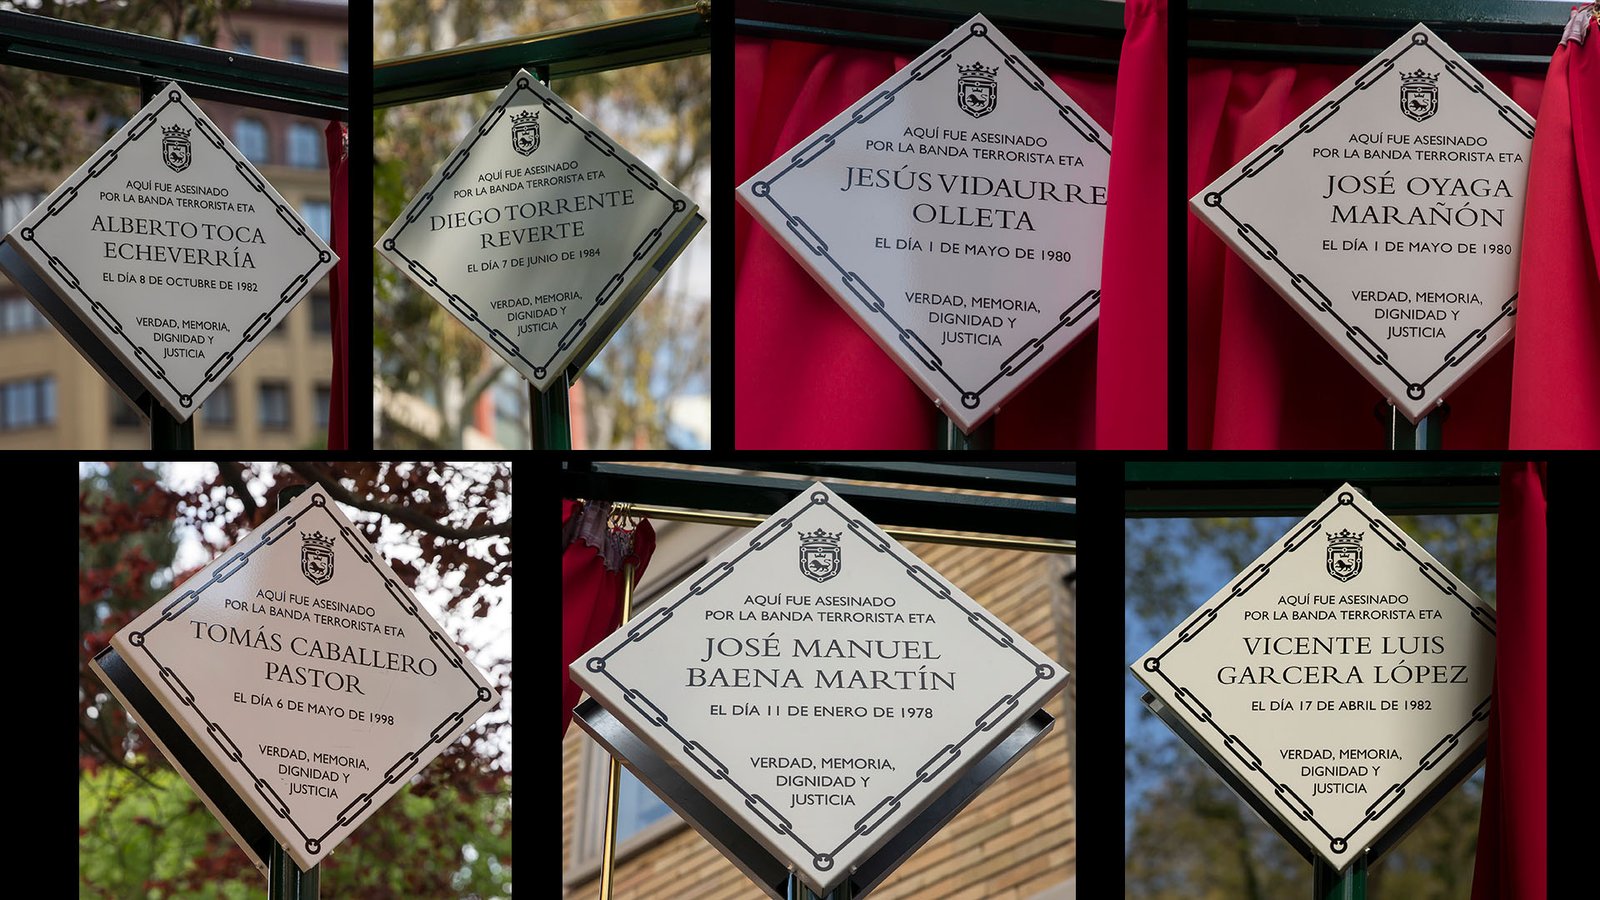 AQUÍ FUE ASESINADO
POR LA BANDA TERRORISTA ETA
ALBERTO TOCA
ECHEVERRÍA
EL DÍA 8 DE OCTUBRE DE 1982
VERDAD, MEMORIA,
DIGNIDAD Y
JUSTICIA
AQUÍ FUE ASESINADO
POR LA BANDA TERRORISTA ETA
DIEGO TORRENTE
REVERTE
EL DÍA 7 DE JUNIO DE 1984
VERDAD, MEMORIA,
DIGNIDAD Y
JUSTICIA
AQUÍ FUE ASESINADO
POR LA BANDA TERRORISTA ETA
JESÚS VIDAURRE
OLLETA
EL DÍA 1 DE MAYO DE 1980
VERDAD, MEMORIA,
DIGNIDAD Y
JUSTICIA
AQUÍ FUE ASESINADO
POR LA BANDA TERRORISTA ETA
JOSÉ OYAGA
MARAÑÓN
EL DÍA 1 DE MAYO DE 1980
VERDAD, MEMORIA,
DIGNIDAD Y
JUSTICIA
AQUÍ FUE ASESINADO
POR LA BANDA TERRORISTA ETA
TOMÁS CABALLERO
PASTOR
EL DÍA 6 DE MAYO DE 1998
VERDAD, MEMORIA,
DIGNIDAD Y
JUSTICIA
AQUÍ FUE ASESINADO
POR LA BANDA TERRORISTA ETA
JOSÉ MANUEL
BAENA MARTÍN
EL DÍA 11 DE ENERO DE 1978
VERDAD, MEMORIA,
DIGNIDAD Y
JUSTICIA
AQUÍ FUE ASESINADO
POR LA BANDA TERRORISTA ETA
VICENTE LUIS
GARCERA LÓPEZ
EL DÍA 17 DE ABRIL DE 1982
VERDAD, MEMORIA,
DIGNIDAD Y
JUSTICIA